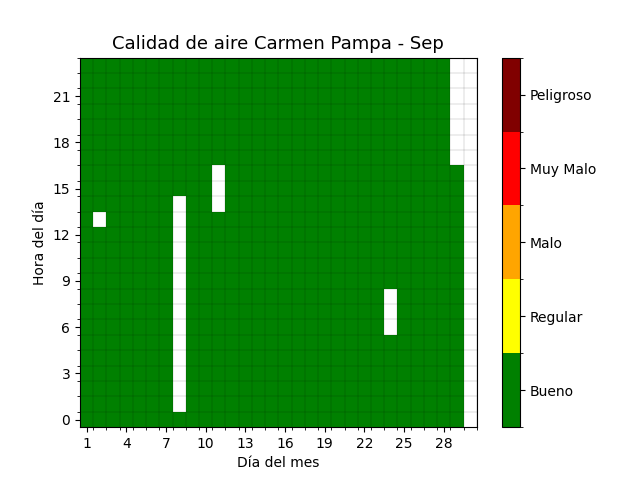 Calidad de aire Carmen Pampa - Sep
Hora del día
21
18
15
12
9
6
3
0
1 4 7 10 13 16 19 22 25 28
Día del mes
Peligroso
Muy Malo
Malo
Regular
Bueno